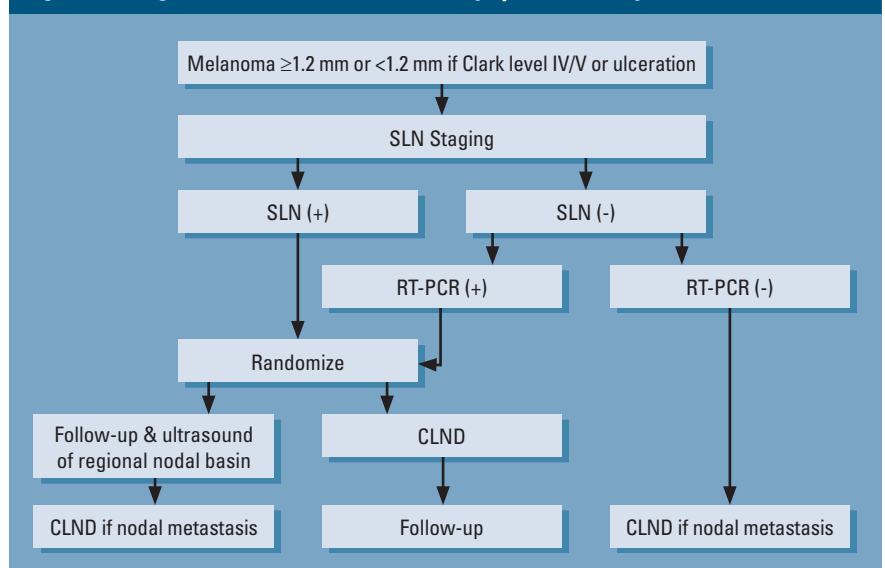 Melanoma ≥1.2 mm or <1.2 mm if Clark level IV/V or ulceration
SLN Staging
SLN (+)
SLN (-)
RT-PCR (+)
RT-PCR (-)
Randomize
Follow-up & ultrasound
of regional nodal basin
CLND
CLND if nodal metastasis
Follow-up
CLND if nodal metastasis